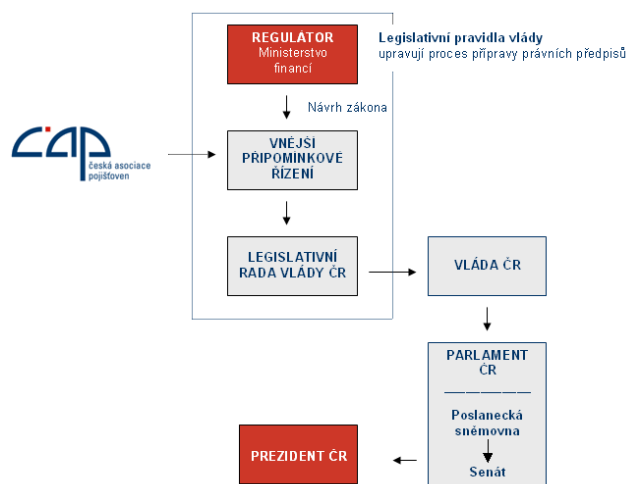 REGULÁTOR
Ministerstvo
financí
Legislativní pravidla vlády
upravují proces přípravy právních předpisů
Návrh zákona
ČAP
česká asociace
pojišťoven
VNĚJŠÍ
PŘIPOMÍNKOVÉ
ŘÍZENÍ
LEGISLATIVNÍ
RADA VLÁDY ČR
VLÁDA ČR
PARLAMENT
ČR
Poslanecká
sněmovna
Senát
PREZIDENT ČR